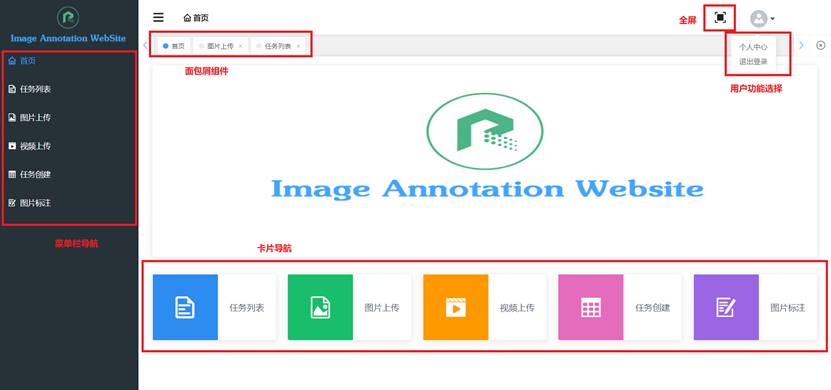 Image Annotation WebSite
首页
任务列表
图片上传
视频上传
任务创建
图片标注
菜单栏导航
首页
全屏
首页
图片上传 ×
任务列表 ×
面包屑组件
个人中心
退出登录
用户功能选择
Image Annotation Website
卡片导航
任务列表
图片上传
视频上传
任务创建
图片标注